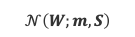 𝒩(𝑾; 𝒎, 𝑺)